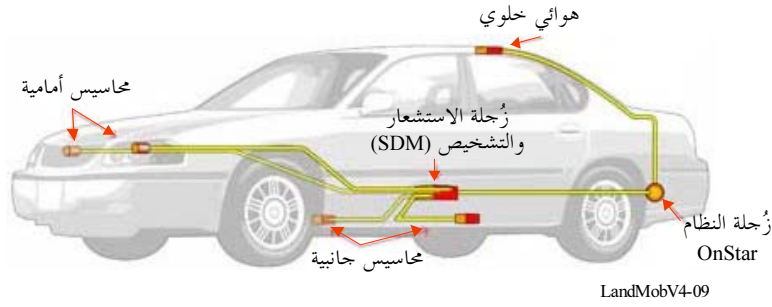 هوائي خلوي
محاسيس أمامية
زُجلة الاستشعار
والتشخيص (SDM)
زُجلة النظام
OnStar
محاسيس جانبية
LandMobV4-09